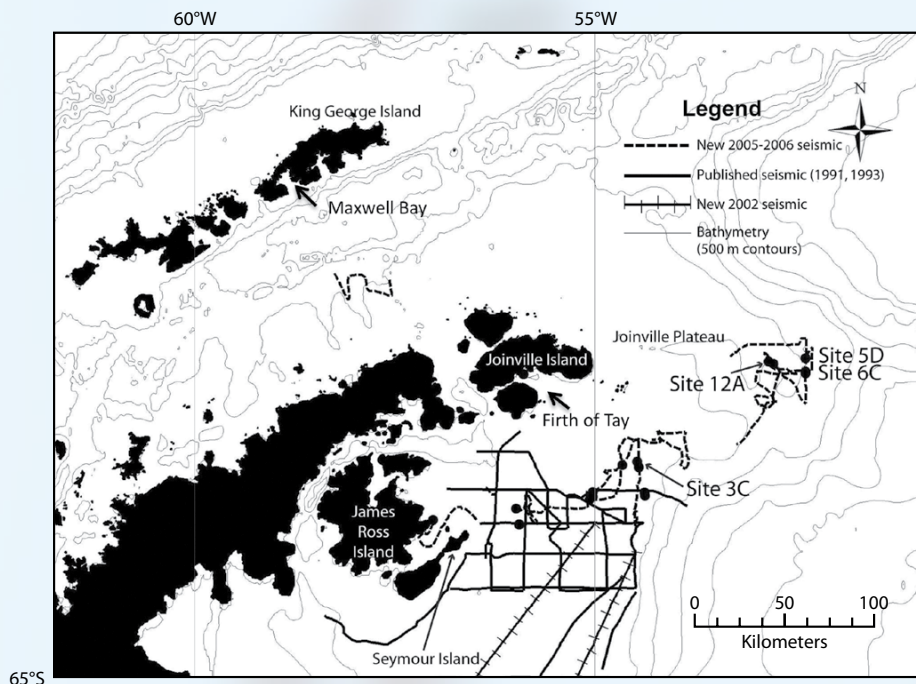 60°W
55°W
King George Island
Maxwell Bay
Legend
N
New 2005-2006 seismic
Published seismic (1991, 1993)
New 2002 seismic
Bathymetry
(500 m contours)
Joinville Plateau
Joinville Island
Site 5D
Site 6C
Site 12A
Firth of Tay
Site 3C
James
Ross
Island
0 50 100
Kilometers
Seymour Island
65°S